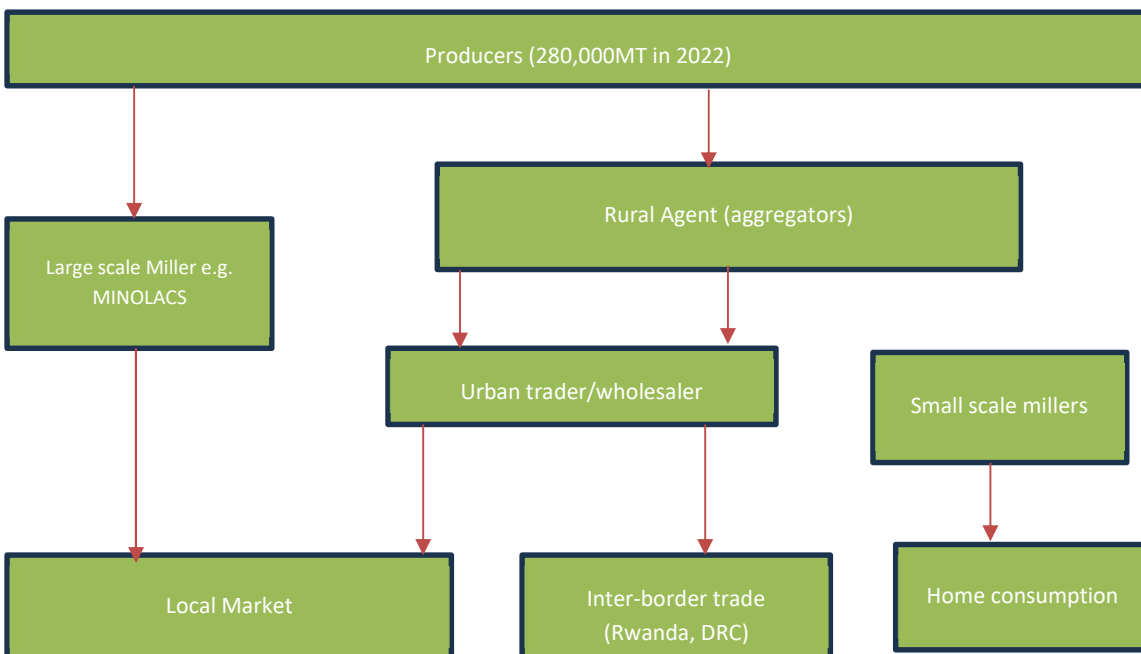 Producers (280,000MT in 2022)
Rural Agent (aggregators)
Large scale Miller e.g.
MINOLACS
Urban trader/wholesaler
Small scale millers
Local Market
Inter-border trade
(Rwanda, DRC)
Home consumption